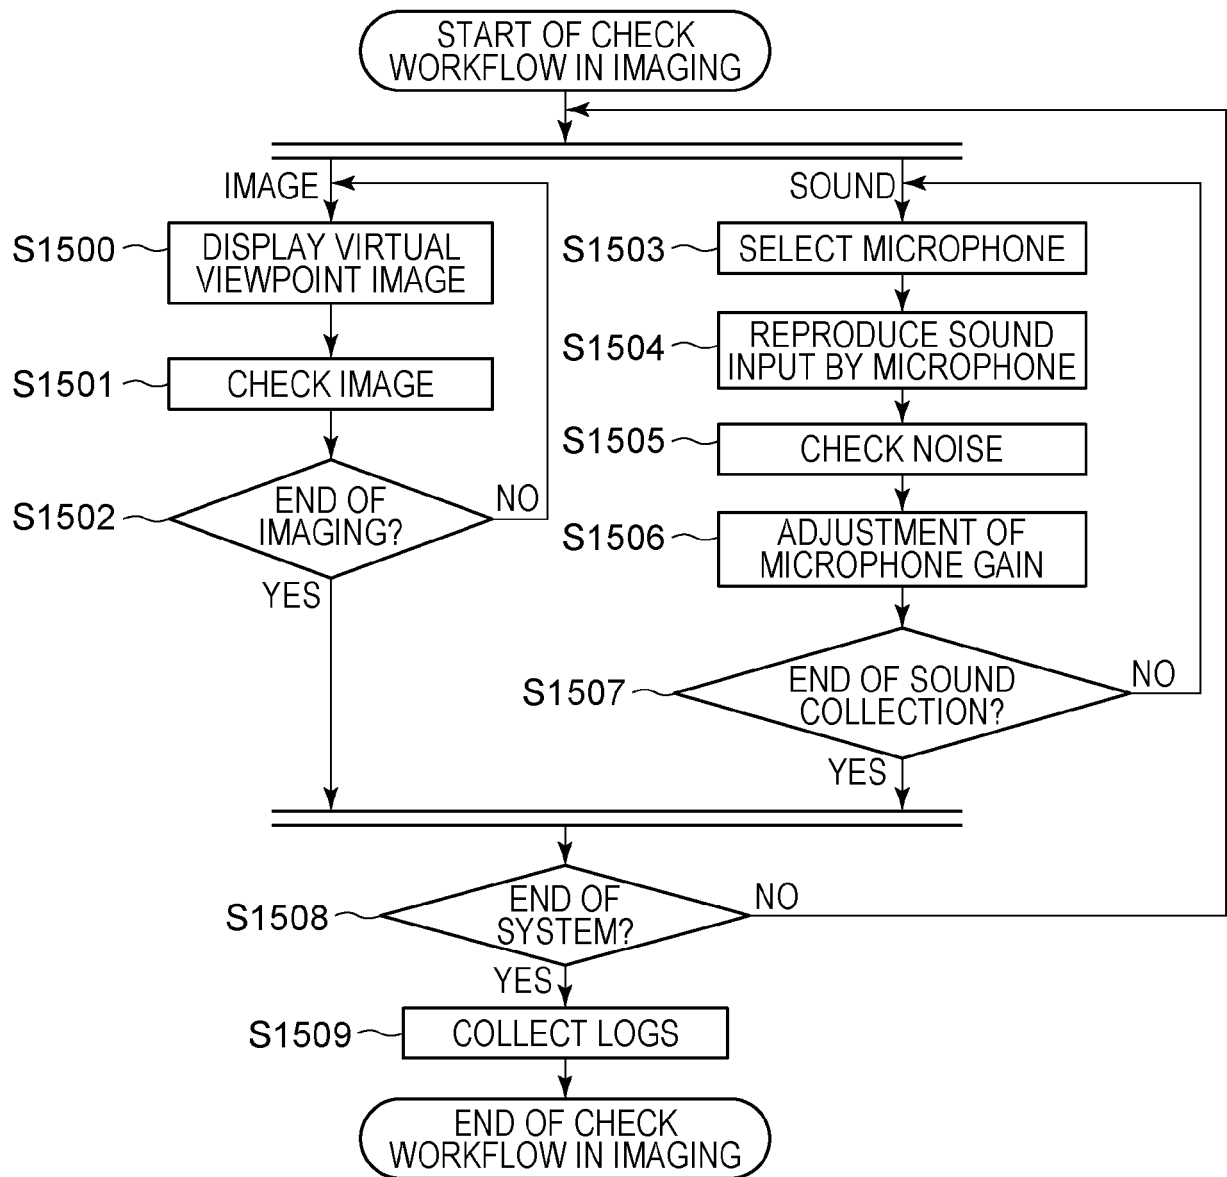 START OF CHECK
WORKFLOW IN IMAGING
IMAGE
S1500
DISPLAY VIRTUAL
VIEWPOINT IMAGE
S1501
CHECK IMAGE
S1502
END OF
IMAGING?
NO
YES
SOUND
S1503
SELECT MICROPHONE
S1504
REPRODUCE SOUND
INPUT BY MICROPHONE
S1505
CHECK NOISE
S1506
ADJUSTMENT OF
MICROPHONE GAIN
S1507
END OF SOUND
COLLECTION?
NO
YES
S1508
END OF
SYSTEM?
NO
YES
S1509
COLLECT LOGS
END OF CHECK
WORKFLOW IN IMAGING